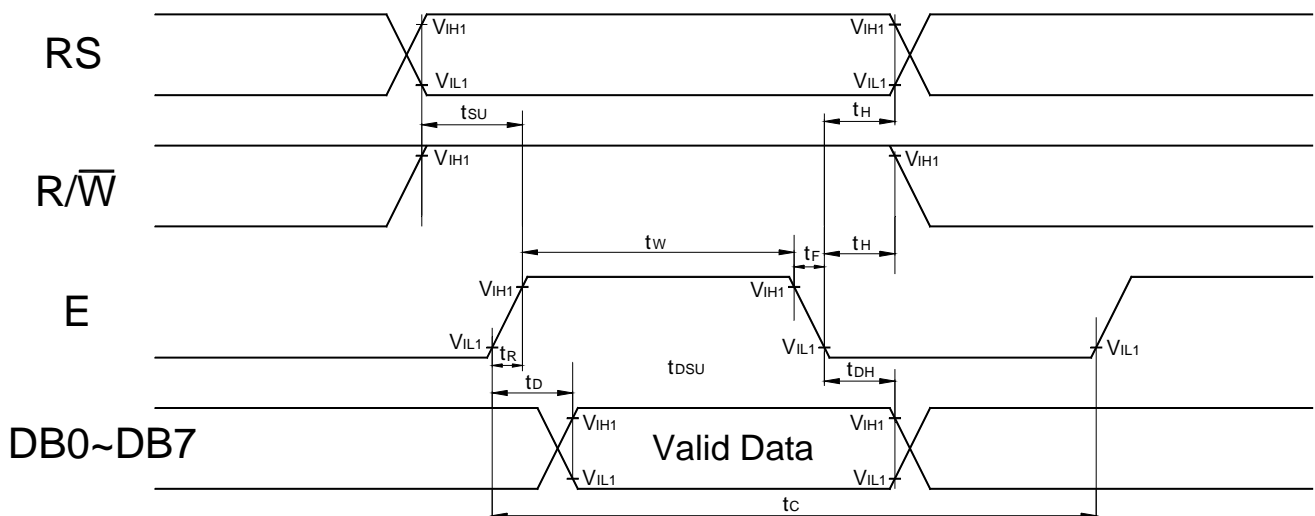 RS
VIH1
VIH1
VIL1
VIL1
tSU
tH
R/W̅
VIH1
VIH1
tW
tF
tH
E
VIH1
VIH1
VIL1
VIL1
VIL1
tR
tDSU
tDH
tD
DB0~DB7
VIH1
VIH1
Valid Data
VIL1
VIL1
tC